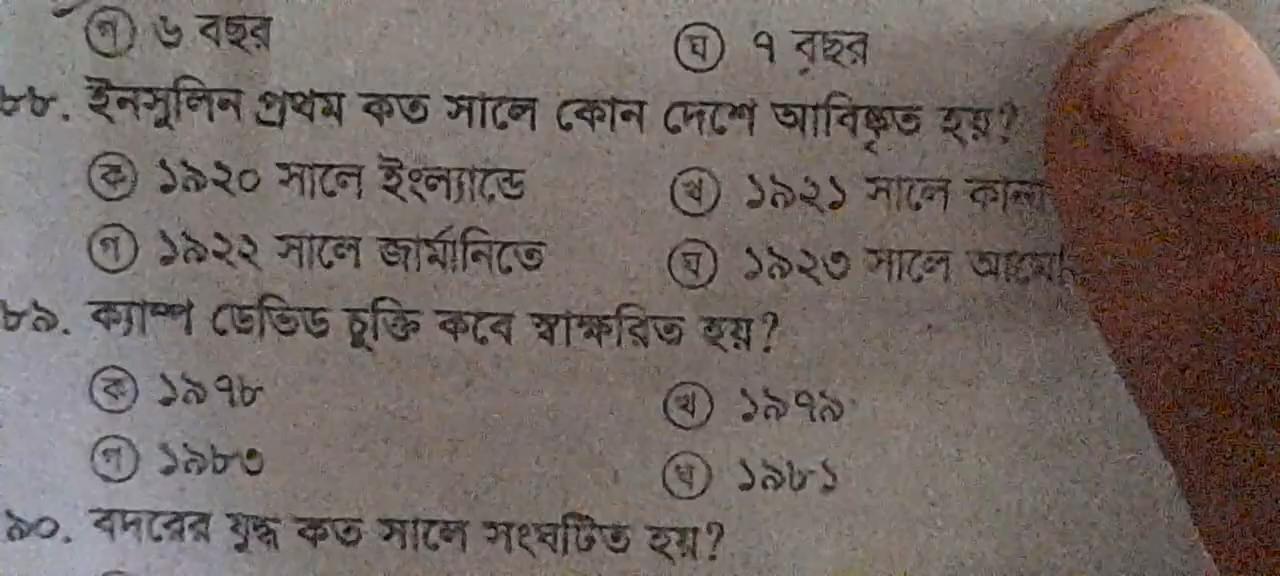 গ ৬ বছর ঘ ৭ বছর
৮৮. ইনসুলিন প্রথম কত সালে কোন দেশে আবিষ্কৃত হয়?
ক ১৯২০ সালে ইংল্যান্ডে খ ১৯২১ সালে
গ ১৯২২ সালে জার্মানিতে ঘ ১৯২৩ সালে
৮৯. ক্যাম্প ডেভিড চুক্তি কবে স্বাক্ষরিত হয়?
ক ১৯৭৮ খ ১৯৭৯
গ ১৯৮৩ ঘ ১৯৮১
৯০. বদরের যুদ্ধ কত সালে সংঘটিত হয়?